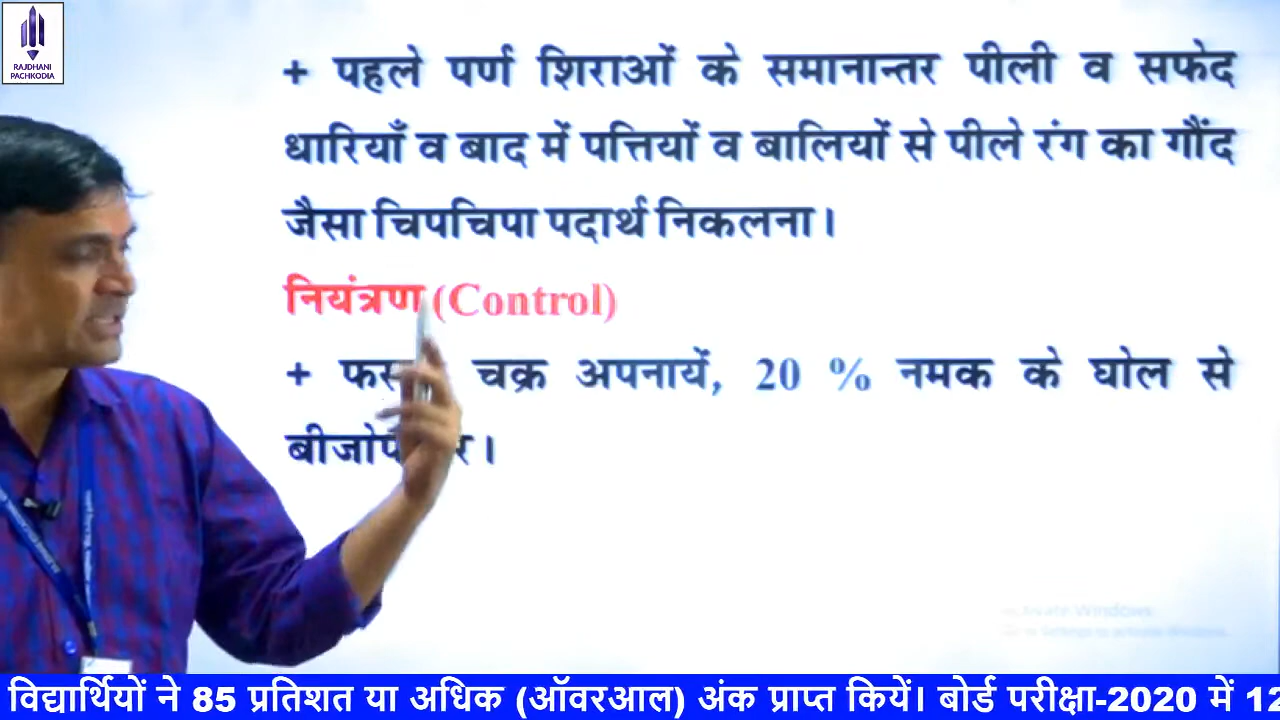 RAJDHANI
PACHKODIA
+ पहले पर्ण शिराओं के समानान्तर पीली व सफेद
धारियाँ व बाद में पत्तियों व बालियों से पीले रंग का गौंद
जैसा चिपचिपा पदार्थ निकलना।
नियंत्रण (Control)
+ चक्र अपनायें, 20 % नमक के घोल से
विद्यार्थियों ने 85 प्रतिशत या अधिक (ऑवरआल) अंक प्राप्त कियें। बोर्ड परीक्षा-2020 में 12